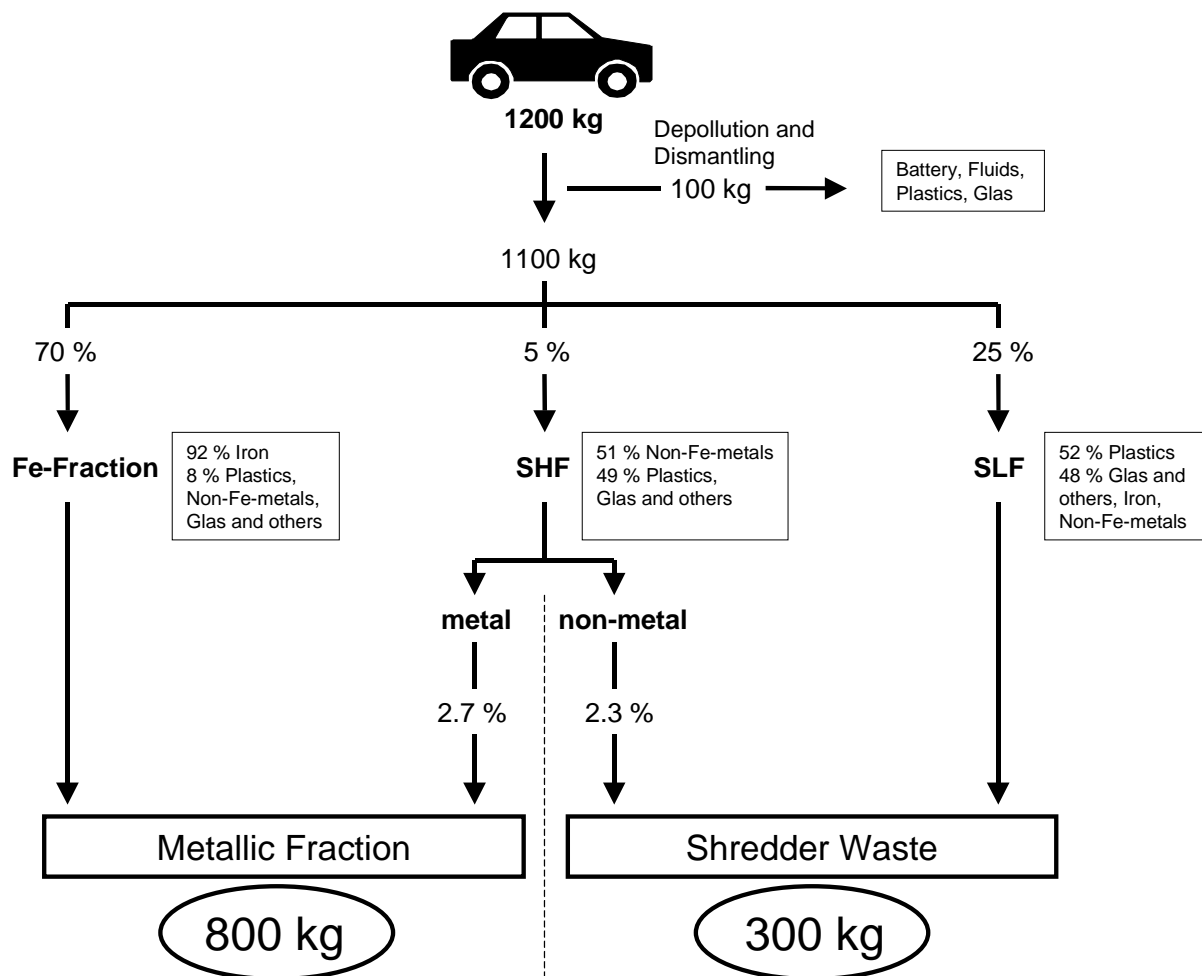 1200 kg
Depollution and
Dismantling
100 kg
Battery, Fluids,
Plastics, Glas
1100 kg
70 %
5 %
25 %
Fe-Fraction
92 % Iron
8 % Plastics,
Non-Fe-metals,
Glas and others
SHF
51 % Non-Fe-metals
49 % Plastics,
Glas and others
SLF
52 % Plastics
48 % Glas and
others, Iron,
Non-Fe-metals
metal
non-metal
2.7 %
2.3 %
Metallic Fraction
Shredder Waste
800 kg
300 kg